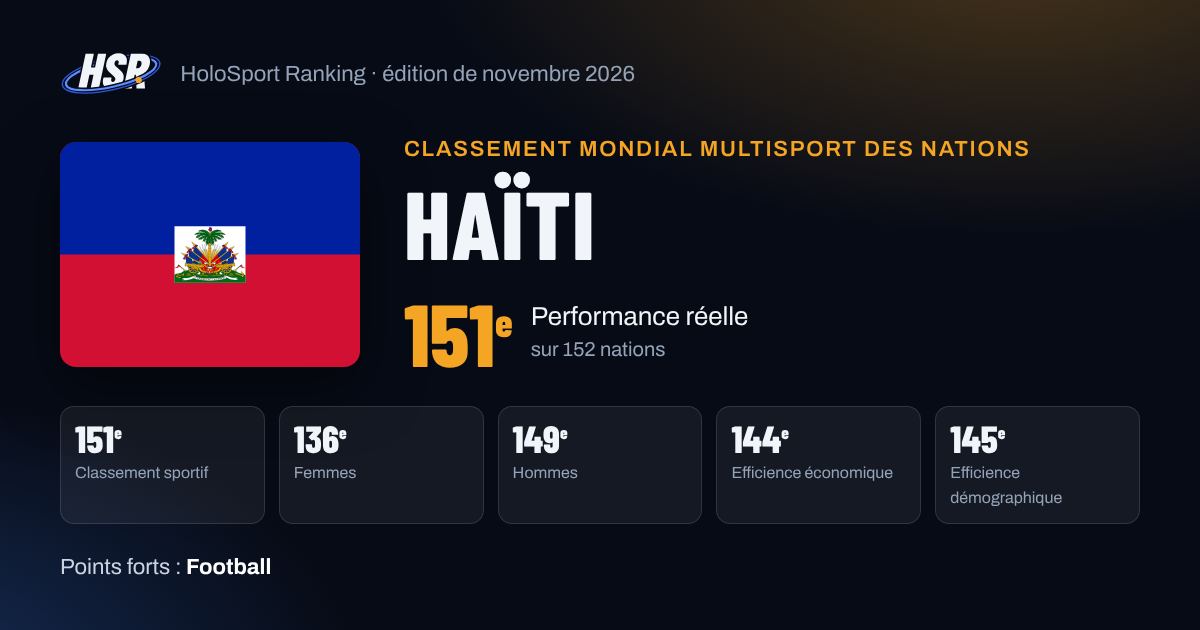 HSR
HoloSport Ranking · édition de novembre 2026
CLASSEMENT MONDIAL MULTISPORT DES NATIONS
HAÏTI
151e
Performance réelle
sur 152 nations
151e
Classement sportif
136e
Femmes
149e
Hommes
144e
Efficience économique
145e
Efficience
démographique
Points forts : Football